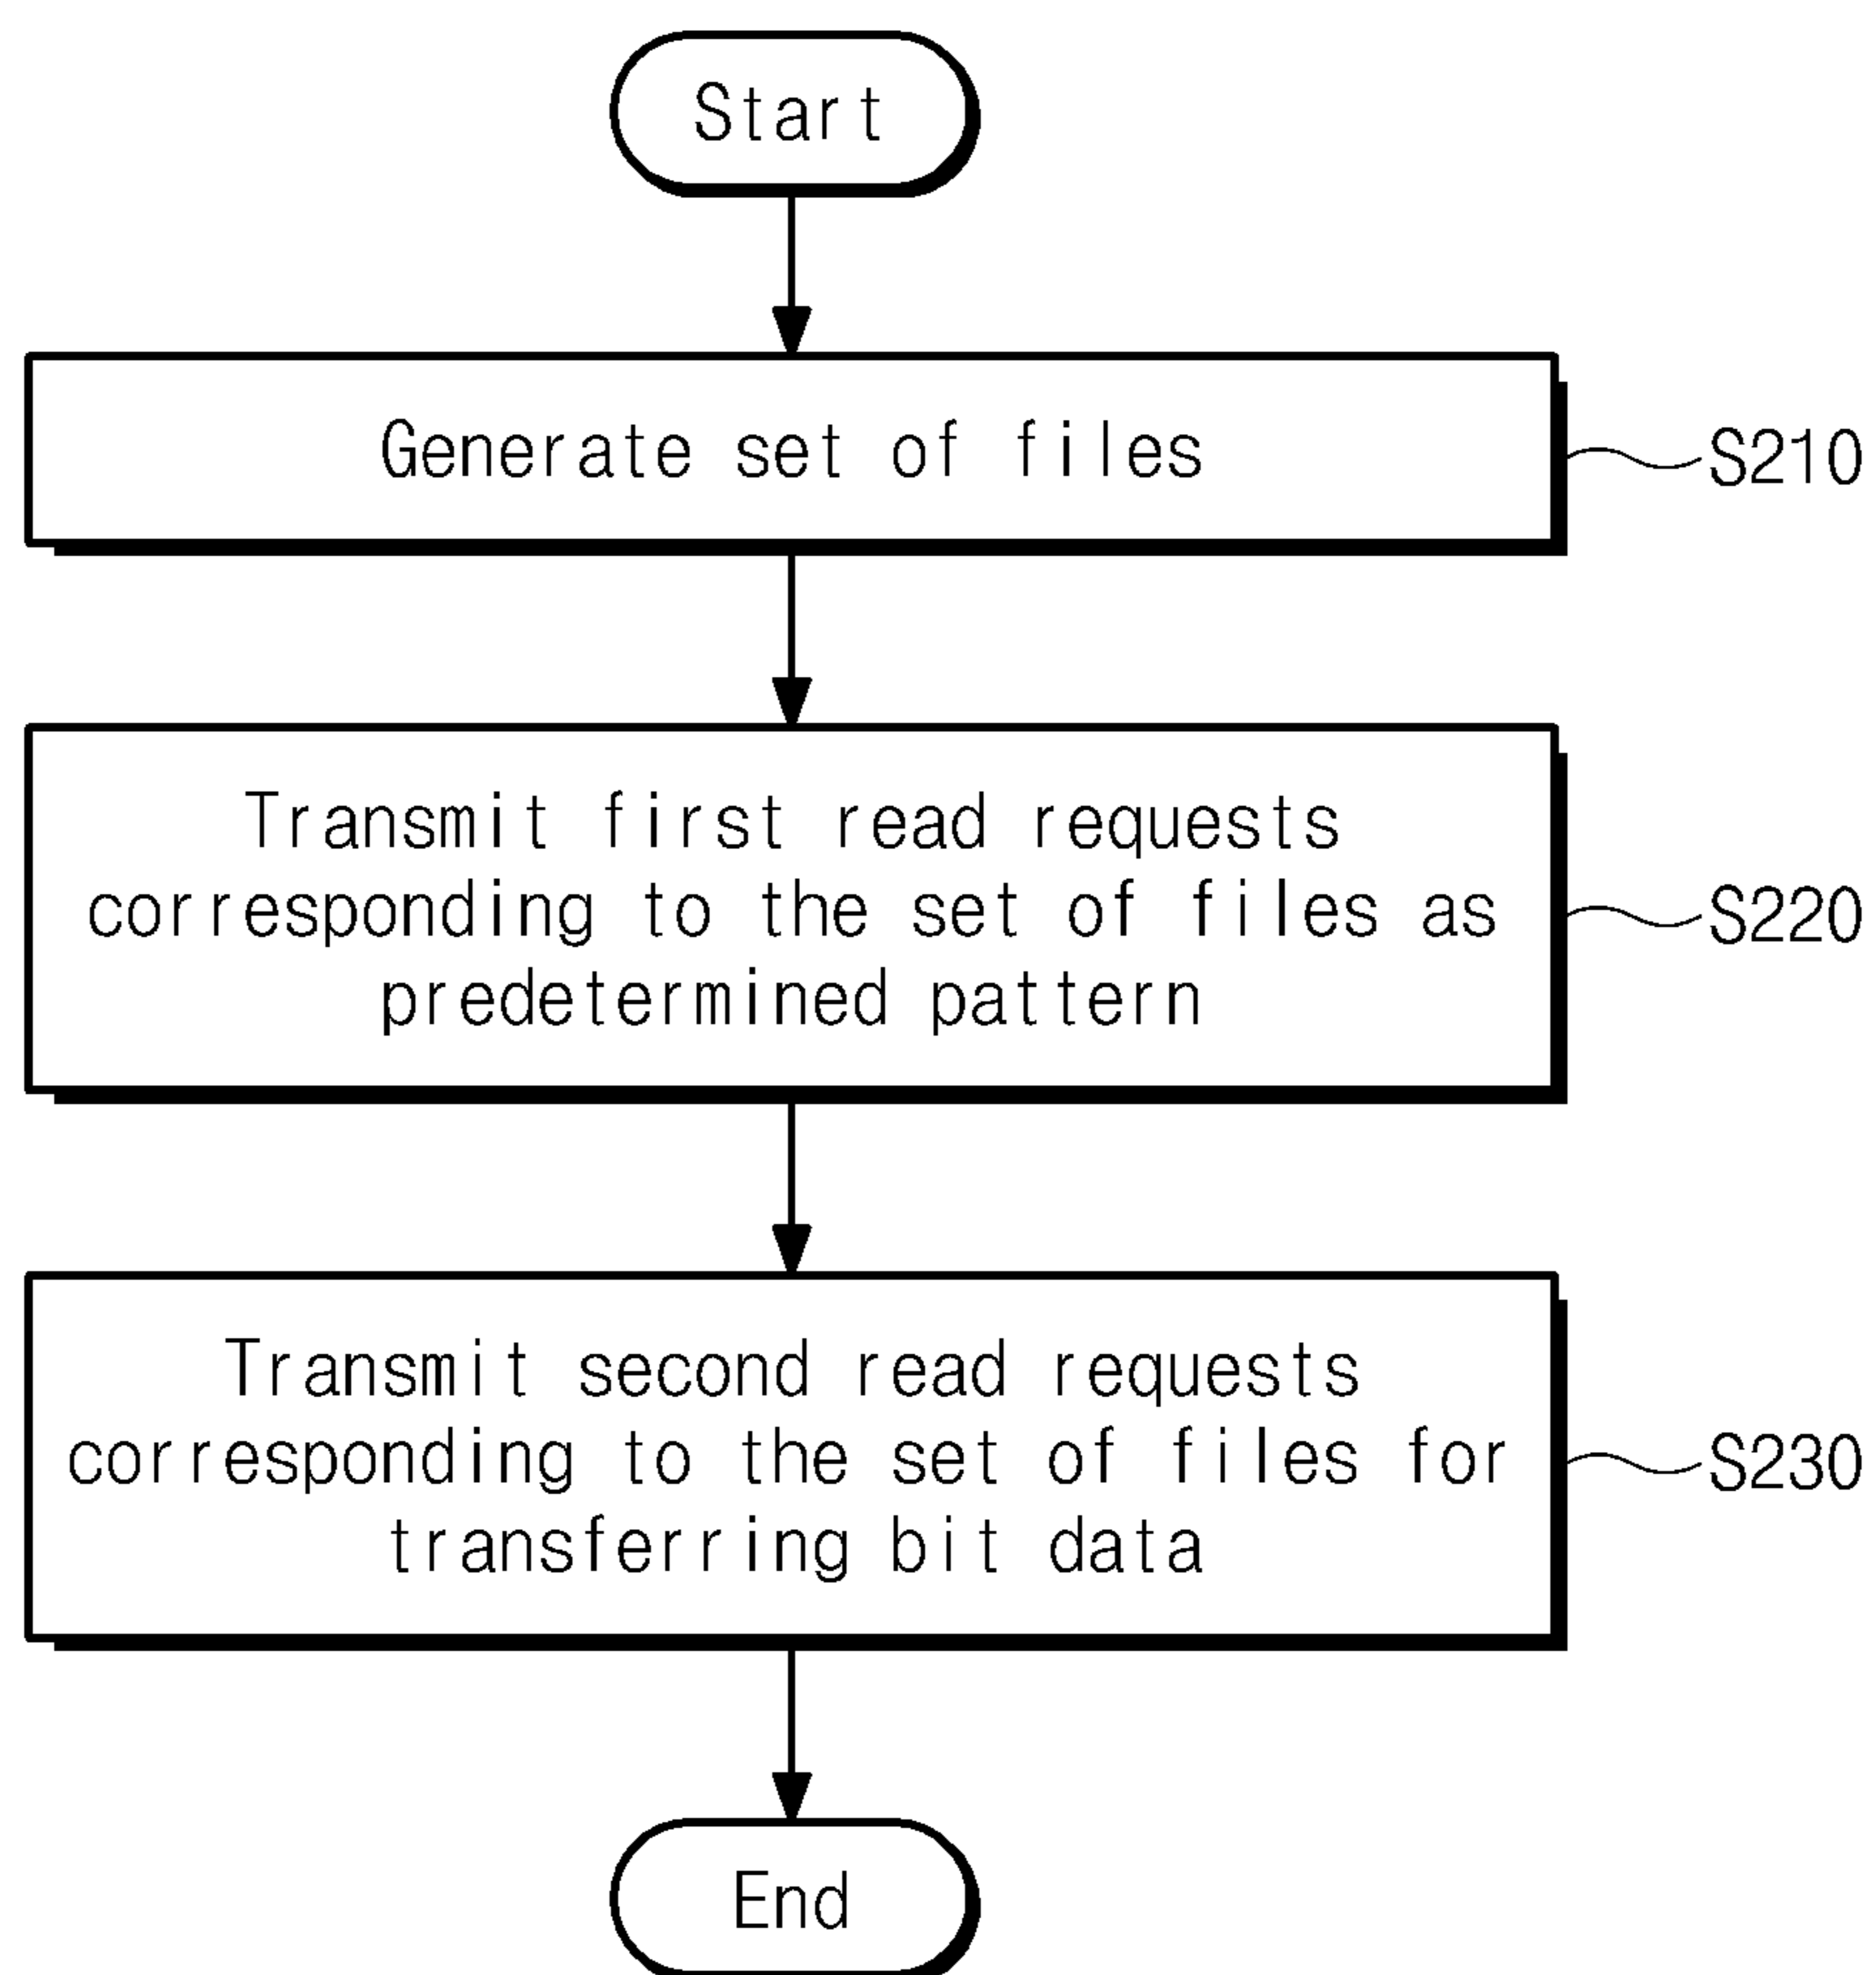 Start
Generate set of files
S210
Transmit first read requests
corresponding to the set of files as
predetermined pattern
S220
Transmit second read requests
corresponding to the set of files for
transferring bit data
S230
End